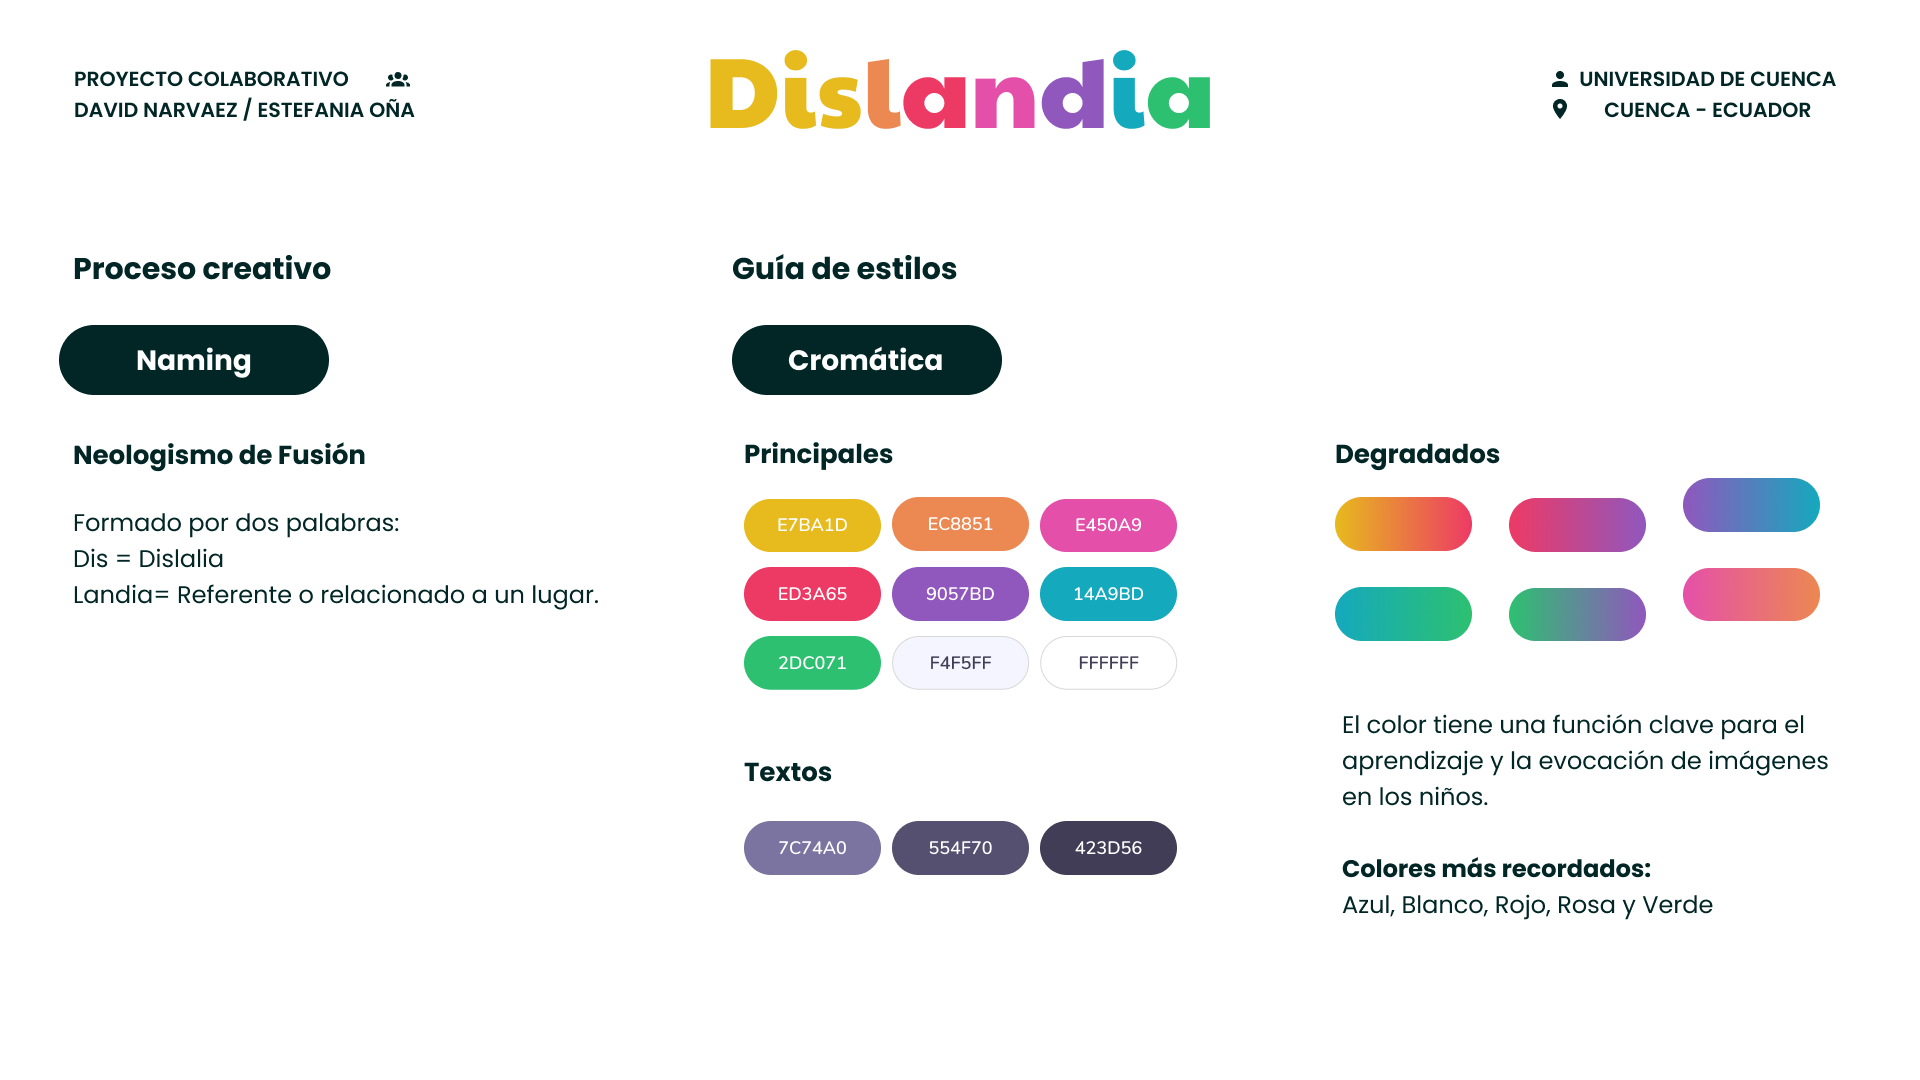 PROYECTO COLABORATIVO
DAVID NARVAEZ / ESTEFANIA OÑA
Dislandia
UNIVERSIDAD DE CUENCA
CUENCA - ECUADOR
Proceso creativo
Naming
Neologismo de Fusión
Formado por dos palabras:
Dis = Dislalia
Landia= Referente o relacionado a un lugar.
Guía de estilos
Cromática
Principales
E7BA1D
EC8851
E450A9
ED3A65
9057BD
14A9BD
2DC071
F4F5FF
FFFFFF
Textos
7C74A0
554F70
423D56
Degradados
El color tiene una función clave para el
aprendizaje y la evocación de imágenes
en los niños.
Colores más recordados:
Azul, Blanco, Rojo, Rosa y Verde